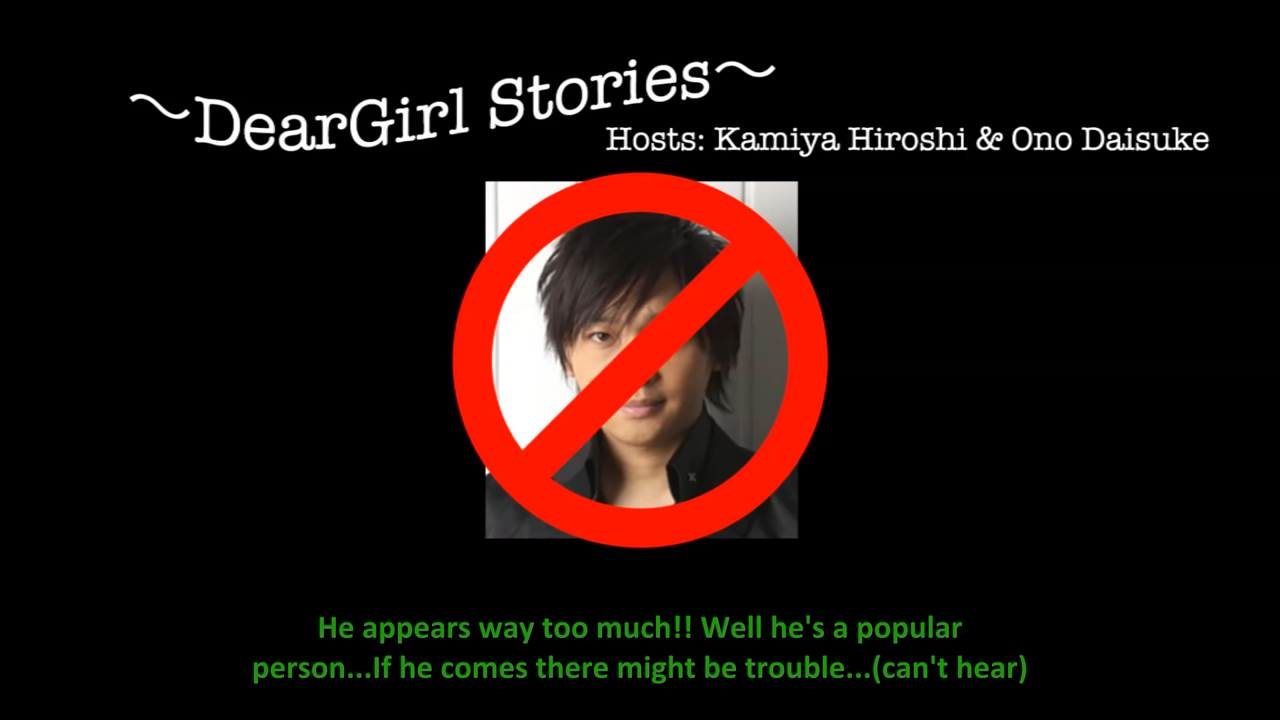 ~DearGirl Stories~
Hosts: Kamiya Hiroshi & Ono Daisuke
He appears way too much!! Well he's a popular
person...If he comes there might be trouble...(can't hear)